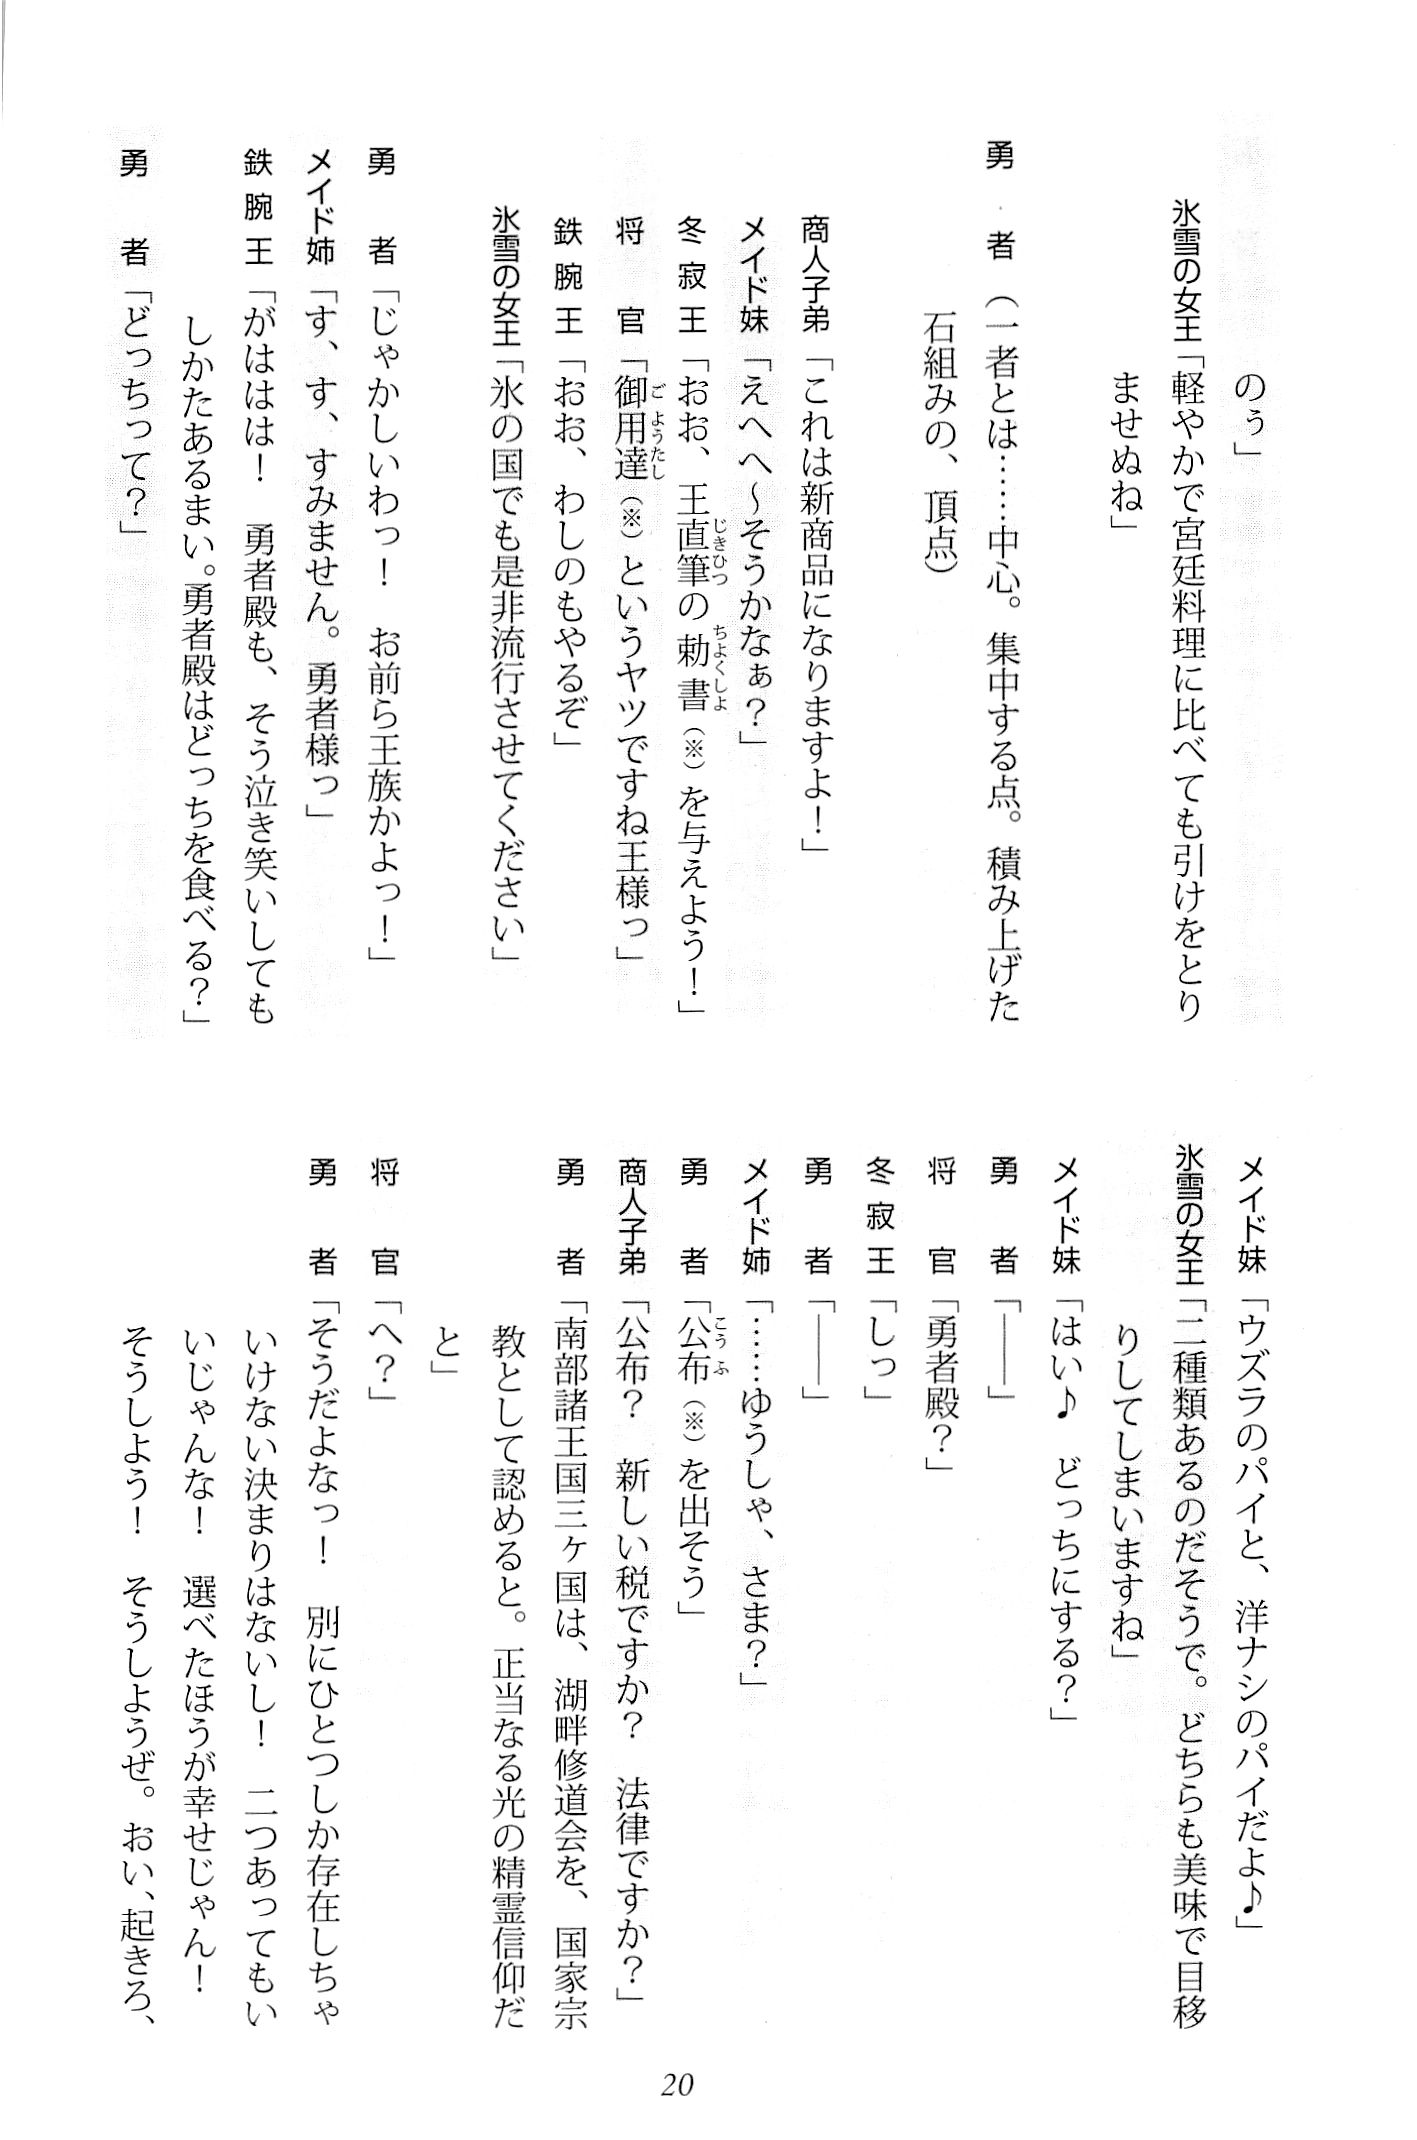 のぅ」
氷雪の女王「軽やかで宮廷料理に比べても引けをとり
ませぬね」
勇者（一者とは……中心。集中する点。積み上げた
石組みの、頂点）
商人子弟「これは新商品になりますよ！」
メイド妹「えへへ～そうかなぁ？」
冬寂王「おお、王直筆の勅書（※）を与えよう！」
将官「御用達（※）というヤツですね王様っ」
鉄腕王「おお、わしのもやるぞ」
氷雪の女王「氷の国でも是非流行させてください」
勇者「じゃかしいわっ！　お前ら王族かよっ！」
メイド姉「す、す、すみません。勇者様っ」
鉄腕王「がははは！　勇者殿も、そう泣き笑いしても
しかたあるまい。勇者殿はどっちを食べる？」
勇者「どっちって？」
メイド妹「ウズラのパイと、洋ナシのパイだよ♪」
氷雪の女王「二種類あるのだそうで。どちらも美味で目移
りしてしまいますね」
メイド妹「はい♪　どっちにする？」
勇者「――」
将官「勇者殿？」
冬寂王「しっ」
勇者「――」
メイド姉「……ゆうしゃ、さま？」
勇者「公布（※）を出そう」
商人子弟「公布？　新しい税ですか？　法律ですか？」
勇者「南部諸王国三ヶ国は、湖畔修道会を、国家宗
教として認めると。正当なる光の精霊信仰だ
と」
将官「へ？」
勇者「そうだよなっ！　別にひとつしか存在しちゃ
いけない決まりはないし！　二つあってもい
いじゃんな！　選べたほうが幸せじゃん！
そうしよう！　そうしようぜ。おい、起きろ、
20